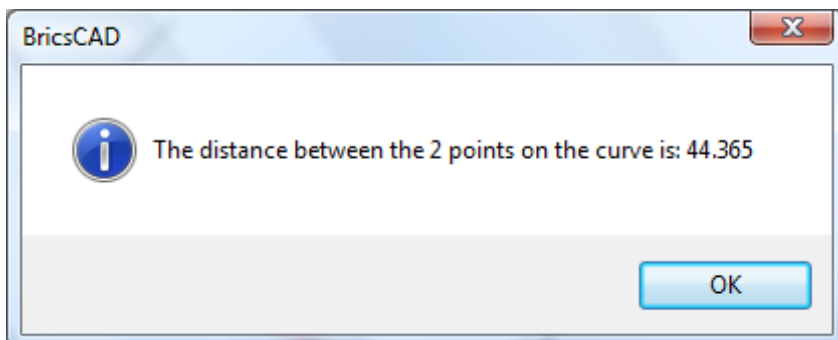 BricsCAD
The distance between the 2 points on the curve is: 44.365
OK